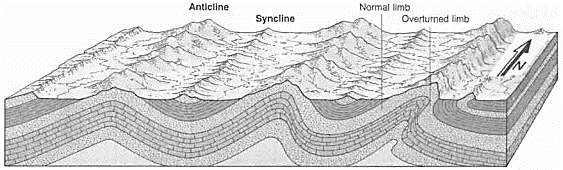 Anticline
Syncline
Normal limb
Overturned limb
N